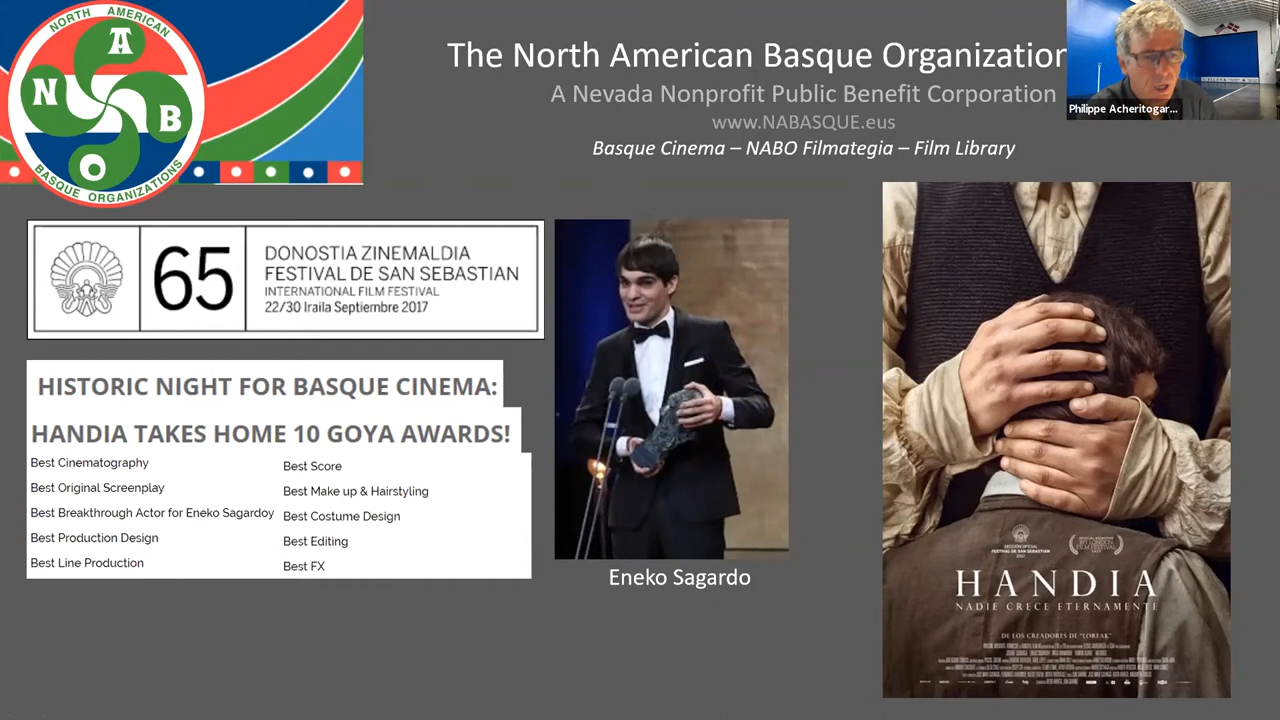 NORTH AMERICAN
N A B O
BASQUE ORGANIZATIONS
The North American Basque Organization
A Nevada Nonprofit Public Benefit Corporation
www.NABASQUE.eus
Basque Cinema – NABO Filmategia – Film Library
Philippe Acheritogar...
65
DONOSTIA ZINEMALDIA
FESTIVAL DE SAN SEBASTIAN
INTERNATIONAL FILM FESTIVAL
22/30 Iraila Septiembre 2017
HISTORIC NIGHT FOR BASQUE CINEMA:
HANDIA TAKES HOME 10 GOYA AWARDS!
Best Cinematography
Best Original Screenplay
Best Breakthrough Actor for Eneko Sagardoy
Best Production Design
Best Line Production
Best Score
Best Make up & Hairstyling
Best Costume Design
Best Editing
Best FX
Eneko Sagardo
SECCIÓN OFICIAL
FESTIVAL DE SAN SEBASTIÁN
2017
FILM FESTIVAL
HANDIA
NADIE CRECE ETERNAMENTE
DE LOS CREADORES DE "LOREAK"